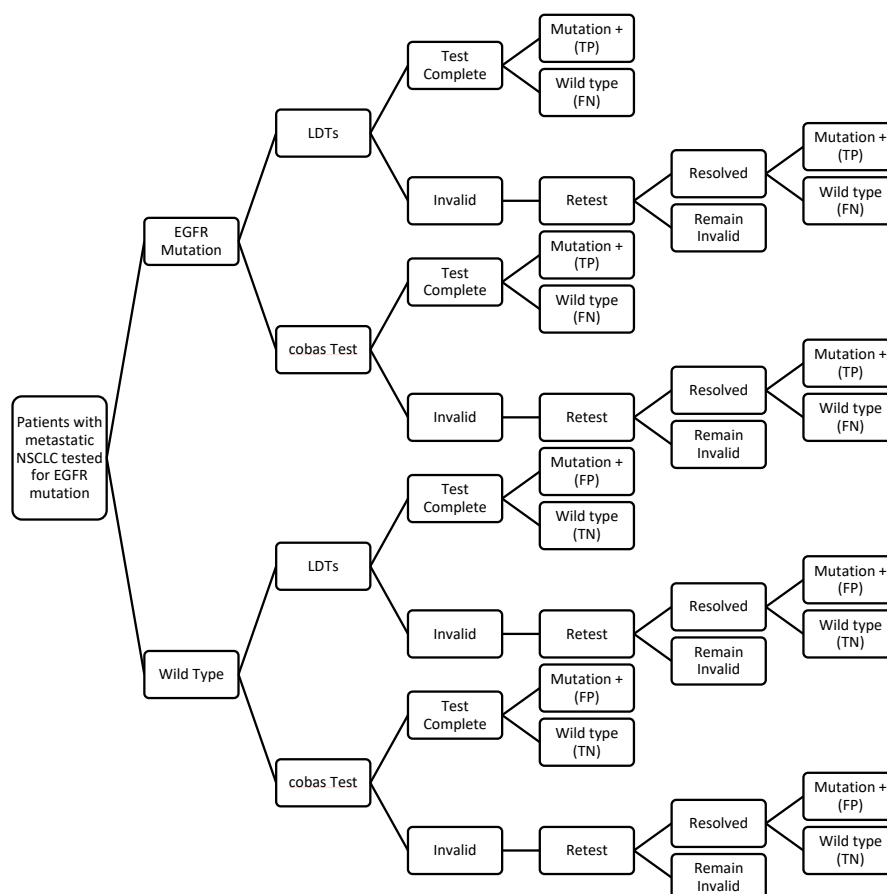 Patients with
metastatic
NSCLC tested
for EGFR
mutation
EGFR
Mutation
LDTs
Test
Complete
Mutation +
(TP)
Wild type
(FN)
Invalid
Retest
Resolved
Mutation +
(TP)
Wild type
(FN)
Remain
Invalid
cobas Test
Test
Complete
Mutation +
(TP)
Wild type
(FN)
Invalid
Retest
Resolved
Mutation +
(TP)
Wild type
(FN)
Remain
Invalid
Wild Type
LDTs
Test
Complete
Mutation +
(FP)
Wild type
(TN)
Invalid
Retest
Resolved
Mutation +
(FP)
Wild type
(TN)
Remain
Invalid
cobas Test
Test
Complete
Mutation +
(FP)
Wild type
(TN)
Invalid
Retest
Resolved
Mutation +
(FP)
Wild type
(TN)
Remain
Invalid